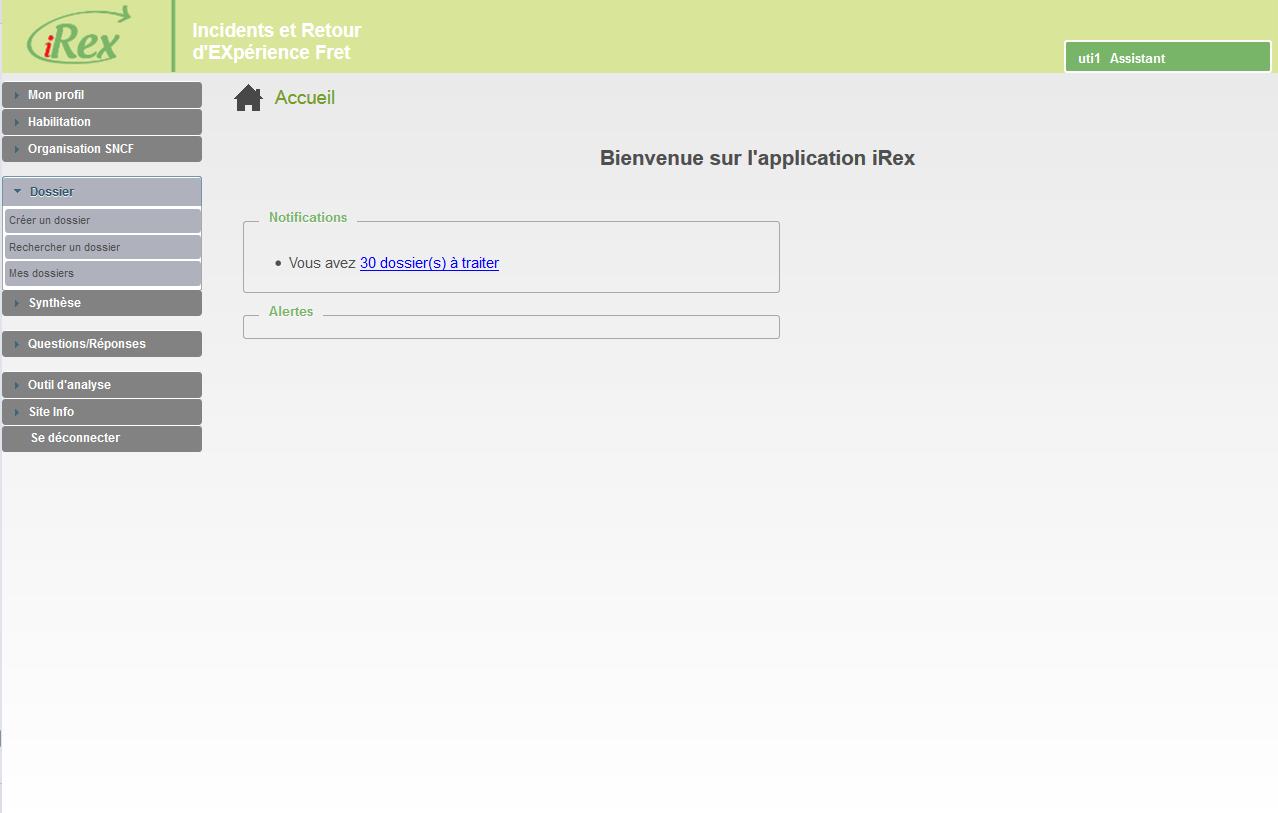 iRex
Incidents et Retour
d'EXpérience Fret
uti1 Assistant
Mon profil
Habilitation
Organisation SNCF
Dossier
Créer un dossier
Rechercher un dossier
Mes dossiers
Synthèse
Questions/Réponses
Outil d'analyse
Site Info
Se déconnecter
Accueil
Bienvenue sur l'application iRex
Notifications
• Vous avez 30 dossier(s) à traiter
Alertes